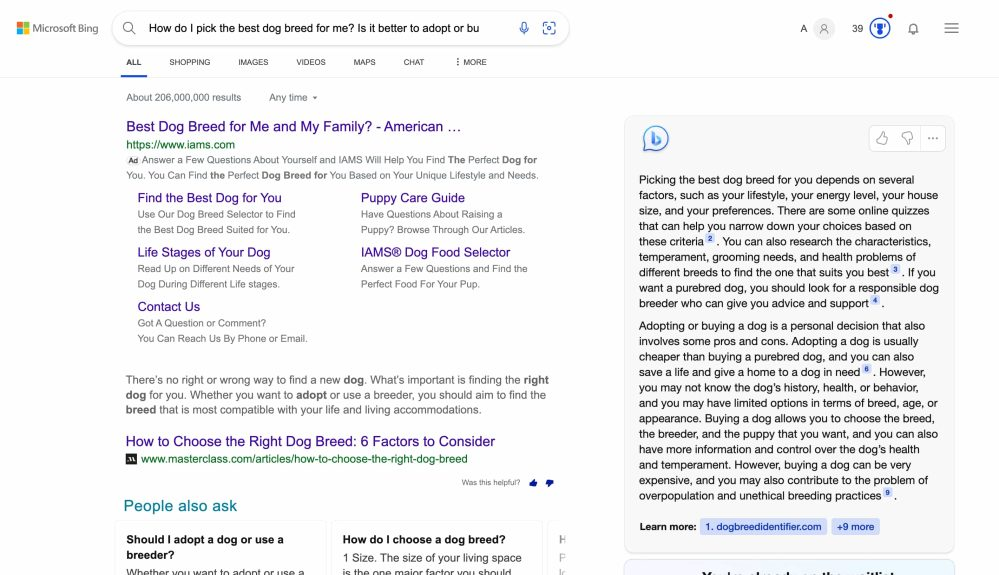 Microsoft Bing
How do I pick the best dog breed for me? Is it better to adopt or bu
A
39
ALL SHOPPING IMAGES VIDEOS MAPS CHAT MORE
About 206,000,000 results Any time
Best Dog Breed for Me and My Family? - American …
https://www.iams.com
Ad Answer a Few Questions About Yourself and IAMS Will Help You Find The Perfect Dog for
You. You Can Find the Perfect Dog Breed for You Based on Your Unique Lifestyle and Needs.
Find the Best Dog for You
Use Our Dog Breed Selector to Find
the Best Dog Breed Suited for You.
Puppy Care Guide
Have Questions About Raising a
Puppy? Browse Through Our Articles.
Life Stages of Your Dog
Read Up on Different Needs of Your
Dog During Different Life stages.
IAMS® Dog Food Selector
Answer a Few Questions and Find the
Perfect Food For Your Pup.
Contact Us
Got A Question or Comment?
You Can Reach Us By Phone or Email.
There's no right or wrong way to find a new dog. What's important is finding the right
dog for you. Whether you want to adopt or use a breeder, you should aim to find the
breed that is most compatible with your life and living accommodations.
How to Choose the Right Dog Breed: 6 Factors to Consider
www.masterclass.com/articles/how-to-choose-the-right-dog-breed
Was this helpful?
People also ask
Should I adopt a dog or use a
breeder?
Whether you want to adopt or use a
How do I choose a dog breed?
1 Size. The size of your living space
is the one major factor you should
b
Picking the best dog breed for you depends on several
factors, such as your lifestyle, your energy level, your house
size, and your preferences. There are some online quizzes
that can help you narrow down your choices based on
these criteria 2 . You can also research the characteristics,
temperament, grooming needs, and health problems of
different breeds to find the one that suits you best 3 . If you
want a purebred dog, you should look for a responsible dog
breeder who can give you advice and support 4 .
Adopting or buying a dog is a personal decision that also
involves some pros and cons. Adopting a dog is usually
cheaper than buying a purebred dog, and you can also
save a life and give a home to a dog in need 6 . However,
you may not know the dog's history, health, or behavior,
and you may have limited options in terms of breed, age, or
appearance. Buying a dog allows you to choose the breed,
the breeder, and the puppy that you want, and you can also
have more information and control over the dog's health
and temperament. However, buying a dog can be very
expensive, and you may also contribute to the problem of
overpopulation and unethical breeding practices 9 .
Learn more: 1. dogbreedidentifier.com +9 more